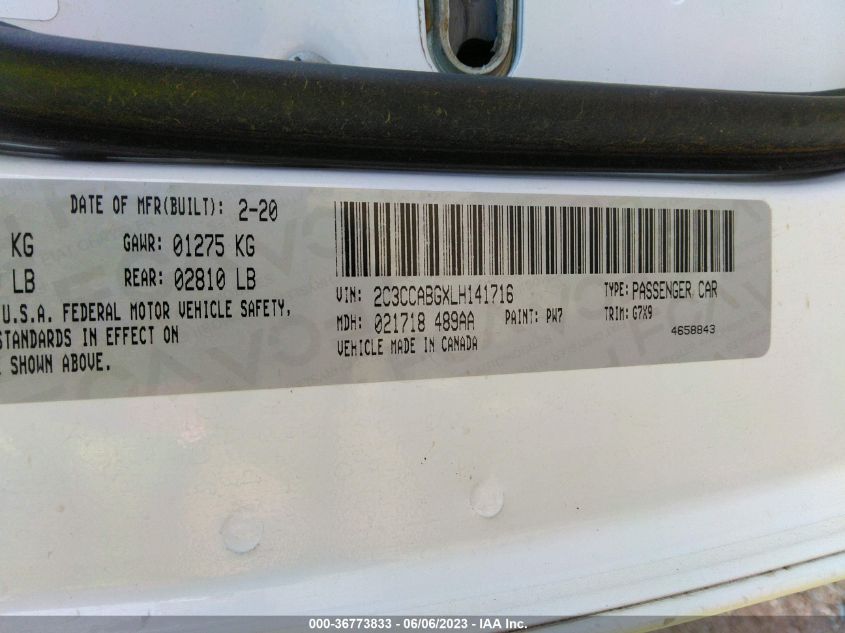 DATE OF MFR(BUILT): 2-20
KG GAWR: 01275 KG
LB REAR: 02810 LB
U.S.A. FEDERAL MOTOR VEHICLE SAFETY,
STANDARDS IN EFFECT ON
SHOWN ABOVE.
VIN: 2C3CCABGXLH141716 TYPE: PASSENGER CAR
MDH: 021718 489AA PAINT: PW7 TRIM: G7X9
VEHICLE MADE IN CANADA 4658843
000-36773833 - 06/06/2023 - IAA Inc.